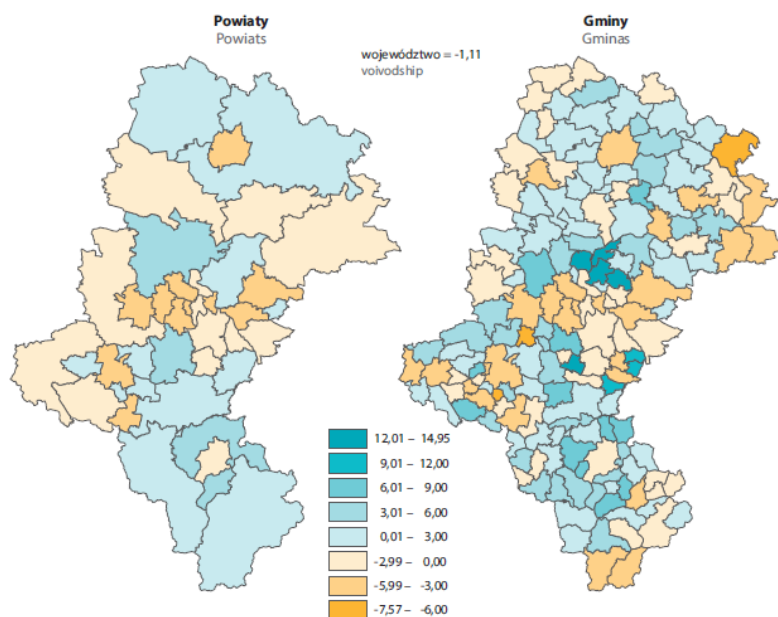 Powiaty
Powiats
Gminy
Gminas
województwo = -1,11
voivodship
12,01 – 14,95
9,01 – 12,00
6,01 – 9,00
3,01 – 6,00
0,01 – 3,00
-2,99 – 0,00
-5,99 – -3,00
-7,57 – -6,00